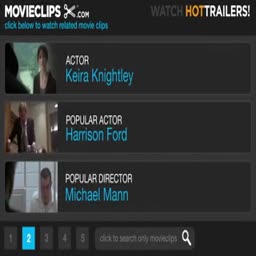 MOVIECLIPS .COM WATCH HOTTRAILERS!
click below to watch related movie clips
ACTOR
Keira Knightley
POPULAR ACTOR
Harrison Ford
POPULAR DIRECTOR
Michael Mann
1 2 3 4 5 click to search only movieclips